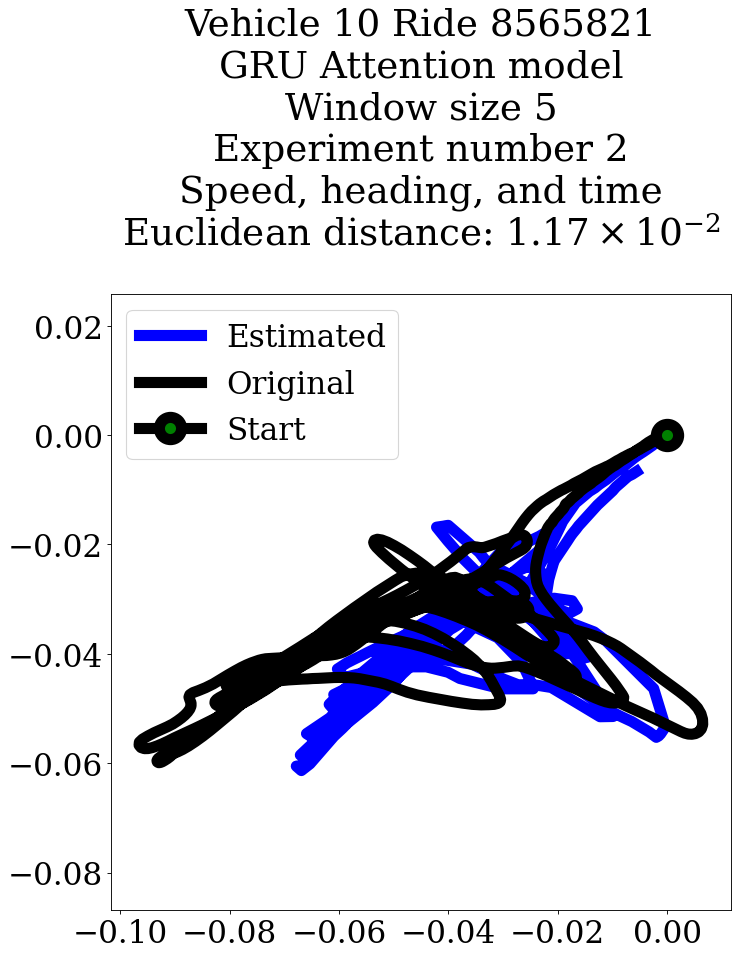 Vehicle 10 Ride 8565821
GRU Attention model
Window size 5
Experiment number 2
Speed, heading, and time
Euclidean distance: 1.17 × 10⁻²
Estimated
Original
Start
0.02
0.00
−0.02
−0.04
−0.06
−0.08
−0.10 −0.08 −0.06 −0.04 −0.02 0.00